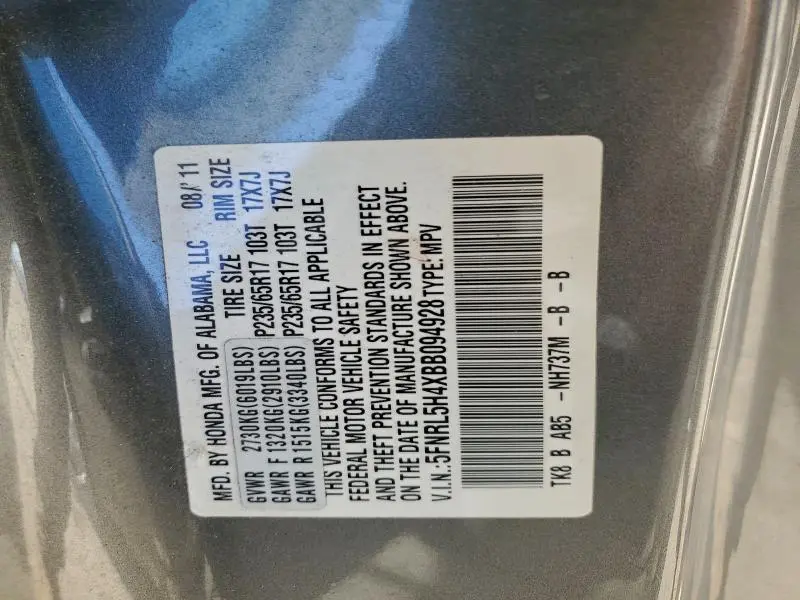 MFD. BY HONDA MFG. OF ALABAMA, LLC 08/11
TIRE SIZE RIM SIZE
GVWR 2730KG(6019LBS)
GAWR F 1320KG(2910LBS) P235/65R17 103T 17X7J
GAWR R 1515KG(3340LBS) P235/65R17 103T 17X7J
THIS VEHICLE CONFORMS TO ALL APPLICABLE
FEDERAL MOTOR VEHICLE SAFETY
AND THEFT PREVENTION STANDARDS IN EFFECT
ON THE DATE OF MANUFACTURE SHOWN ABOVE.
V.I.N.:5FNRL5H4XBB094928 TYPE: MPV
TK8 B AB5 -NH737M -B -B